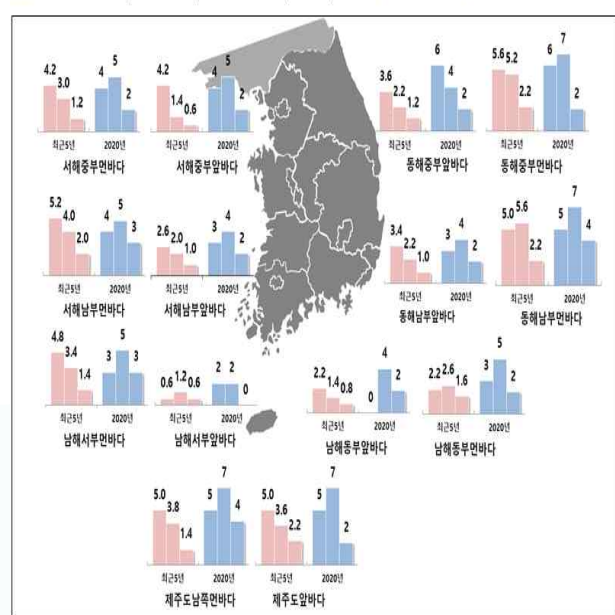 4.2 3.0 1.2 4 5 2
최근5년 2020년
서해중부먼바다
4.2 1.4 0.6 4 5 2
최근5년 2020년
서해중부앞바다
3.6 2.2 1.2 6 4 2
최근5년 2020년
동해중부앞바다
5.6 5.2 2.2 6 7 2
최근5년 2020년
동해중부먼바다
5.2 4.0 2.0 4 5 3
최근5년 2020년
서해남부먼바다
2.6 2.0 1.0 3 4 2
최근5년 2020년
서해남부앞바다
3.4 2.2 1.0 3 4 2
최근5년 2020년
동해남부앞바다
5.0 5.6 2.2 5 7 4
최근5년 2020년
동해남부먼바다
4.8 3.4 1.4 3 5 3
최근5년 2020년
남해서부먼바다
0.6 1.2 0.6 2 2 0
최근5년 2020년
남해서부앞바다
2.2 1.4 0.8 0 4 2
최근5년 2020년
남해동부앞바다
2.2 2.6 1.6 3 5 2
최근5년 2020년
남해동부먼바다
5.0 3.8 1.4 5 7 4
최근5년 2020년
제주도남쪽먼바다
5.0 3.6 2.2 5 7 2
최근5년 2020년
제주도앞바다